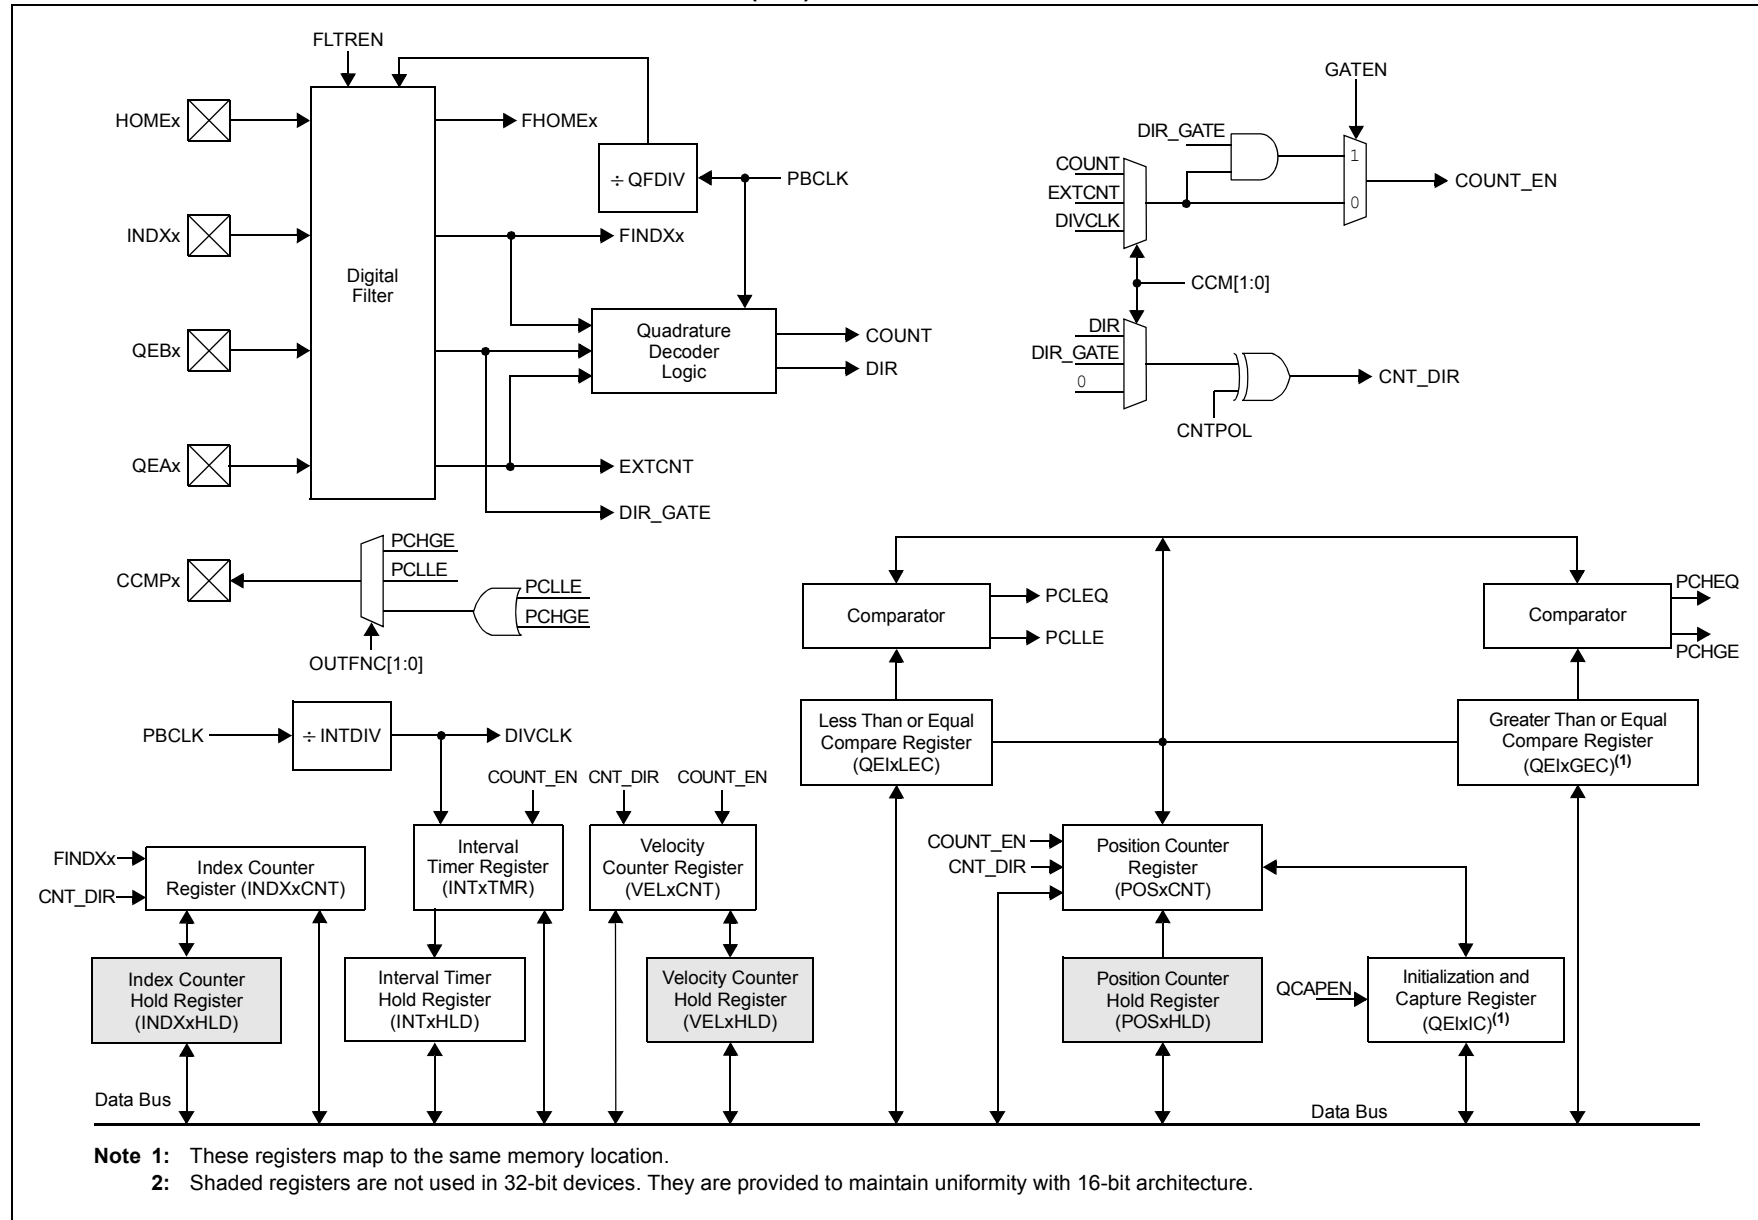 FLTREN
HOMEx
FHOMEx
÷ QFDIV
PBCLK
INDXx
FINDXx
Digital
Filter
QEBx
Quadrature
Decoder
Logic
COUNT
DIR
QEAx
EXTCNT
DIR_GATE
GATEN
DIR_GATE
COUNT
EXTCNT
DIVCLK
1
0
COUNT_EN
CCM[1:0]
DIR
DIR_GATE
0
CNT_DIR
CNTPOL
CCMPx
PCHGE
PCLLE
PCLLE
PCHGE
OUTFNC[1:0]
Comparator
PCLEQ
PCLLE
Comparator
PCHEQ
PCHGE
PBCLK
÷ INTDIV
DIVCLK
Less Than or Equal
Compare Register
(QEIxLEC)
Greater Than or Equal
Compare Register
(QEIxGEC)(1)
COUNT_EN
CNT_DIR
COUNT_EN
FINDXx
CNT_DIR
Index Counter
Register (INDXxCNT)
Interval
Timer Register
(INTxTMR)
Velocity
Counter Register
(VELxCNT)
COUNT_EN
CNT_DIR
Position Counter
Register
(POSxCNT)
Index Counter
Hold Register
(INDXxHLD)
Interval Timer
Hold Register
(INTxHLD)
Velocity Counter
Hold Register
(VELxHLD)
Position Counter
Hold Register
(POSxHLD)
QCAPEN
Initialization and
Capture Register
(QEIxIC)(1)
Data Bus
Data Bus
Note 1: These registers map to the same memory location.
2: Shaded registers are not used in 32-bit devices. They are provided to maintain uniformity with 16-bit architecture.